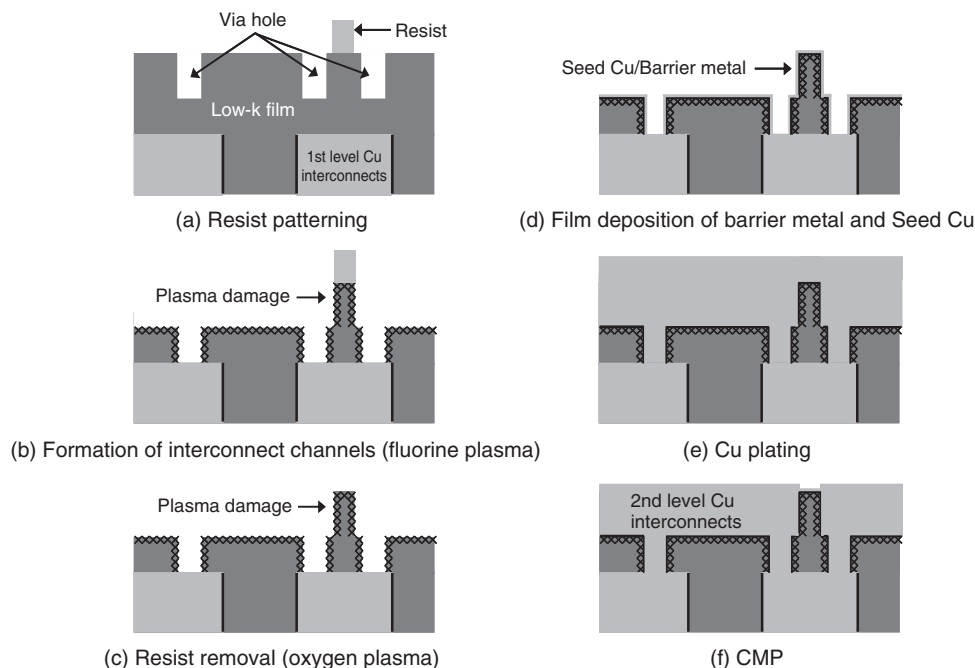 Via hole
Resist
Low-k film
1st level Cu
interconnects
(a) Resist patterning
Plasma damage
(b) Formation of interconnect channels (fluorine plasma)
Plasma damage
(c) Resist removal (oxygen plasma)
Seed Cu/Barrier metal
(d) Film deposition of barrier metal and Seed Cu
(e) Cu plating
2nd level Cu
interconnects
(f) CMP